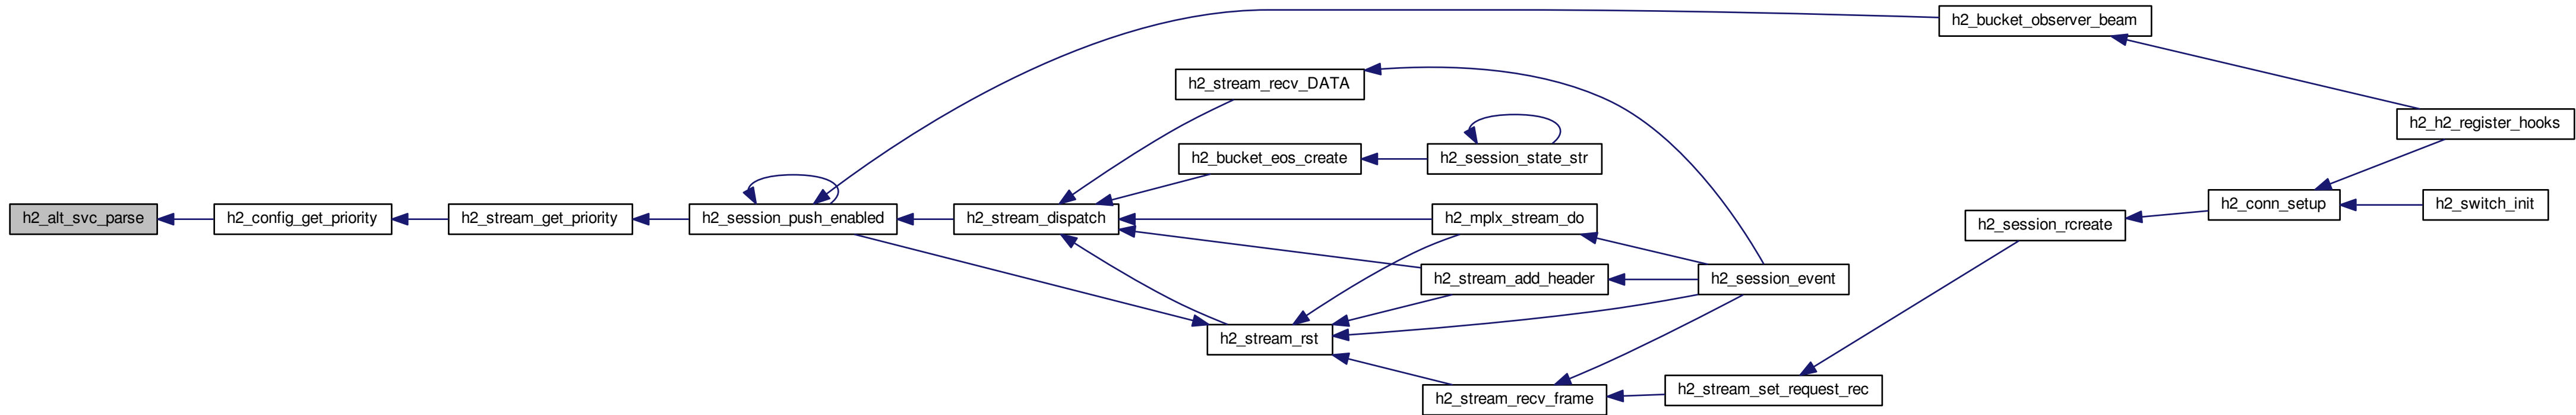 h2_bucket_observer_beam
h2_stream_recv_DATA
h2_h2_register_hooks
h2_bucket_eos_create
h2_session_state_str
h2_alt_svc_parse
h2_config_get_priority
h2_stream_get_priority
h2_session_push_enabled
h2_stream_dispatch
h2_mplx_stream_do
h2_session_rcreate
h2_conn_setup
h2_switch_init
h2_stream_add_header
h2_session_event
h2_stream_rst
h2_stream_recv_frame
h2_stream_set_request_rec